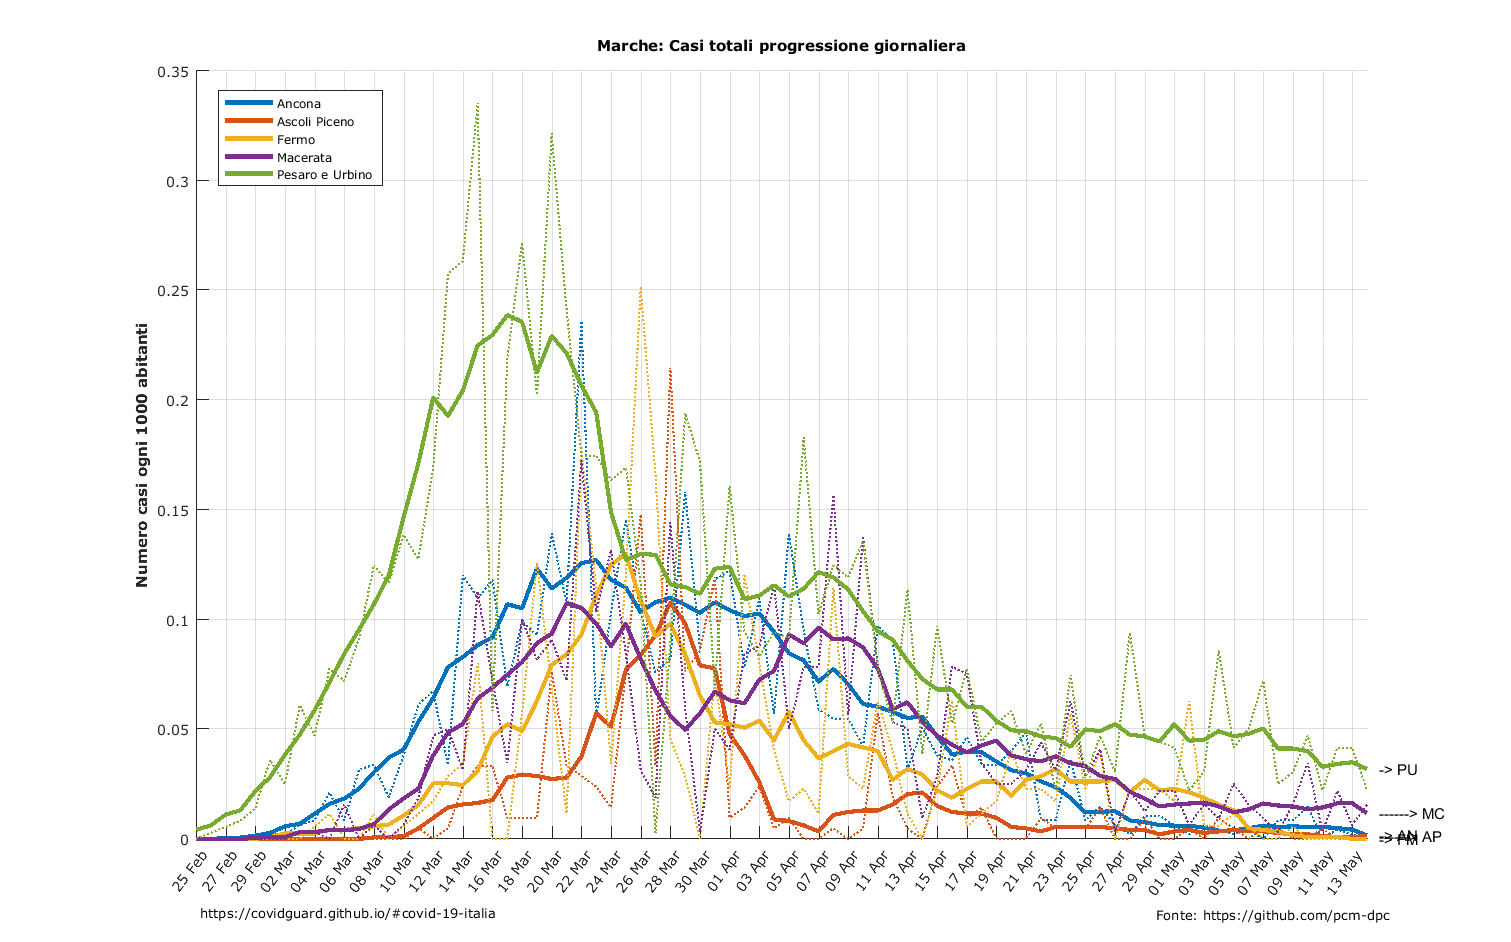 Marche: Casi totali progressione giornaliera
0.35
0.3
0.25
0.2
0.15
0.1
0.05
0
Numero casi ogni 1000 abitanti
Ancona
Ascoli Piceno
Fermo
Macerata
Pesaro e Urbino
-> PU
------> MC
-> AN
AP
-> FM
25 Feb
27 Feb
29 Feb
02 Mar
04 Mar
06 Mar
08 Mar
10 Mar
12 Mar
14 Mar
16 Mar
18 Mar
20 Mar
22 Mar
24 Mar
26 Mar
28 Mar
30 Mar
01 Apr
03 Apr
05 Apr
07 Apr
09 Apr
11 Apr
13 Apr
15 Apr
17 Apr
19 Apr
21 Apr
23 Apr
25 Apr
27 Apr
29 Apr
01 May
03 May
05 May
07 May
09 May
11 May
13 May
https://covidguard.github.io/#covid-19-italia
Fonte: https://github.com/pcm-dpc